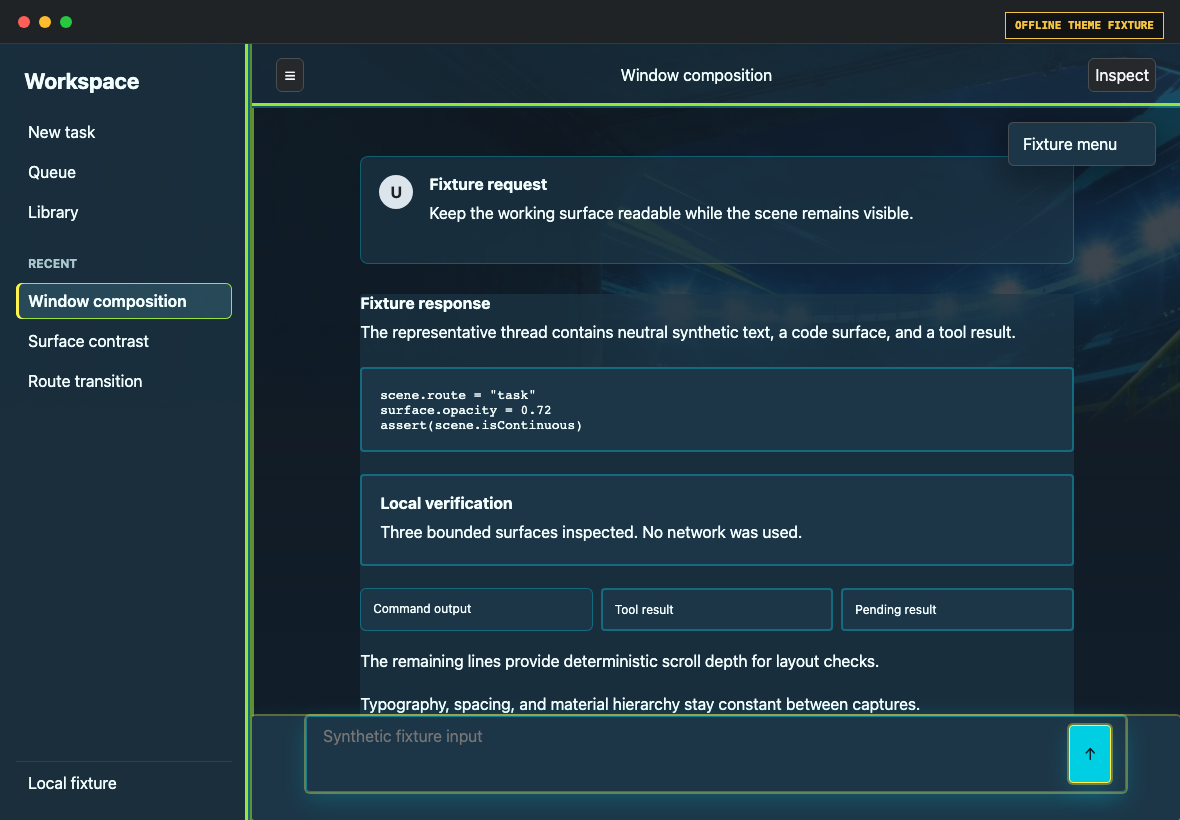 OFFLINE THEME FIXTURE
Workspace
New task
Queue
Library
RECENT
Window composition
Surface contrast
Route transition
Local fixture
Window composition
Inspect
Fixture menu
U
Fixture request
Keep the working surface readable while the scene remains visible.
Fixture response
The representative thread contains neutral synthetic text, a code surface, and a tool result.
scene.route = "task"
surface.opacity = 0.72
assert(scene.isContinuous)
Local verification
Three bounded surfaces inspected. No network was used.
Command output
Tool result
Pending result
The remaining lines provide deterministic scroll depth for layout checks.
Typography, spacing, and material hierarchy stay constant between captures.
Synthetic fixture input